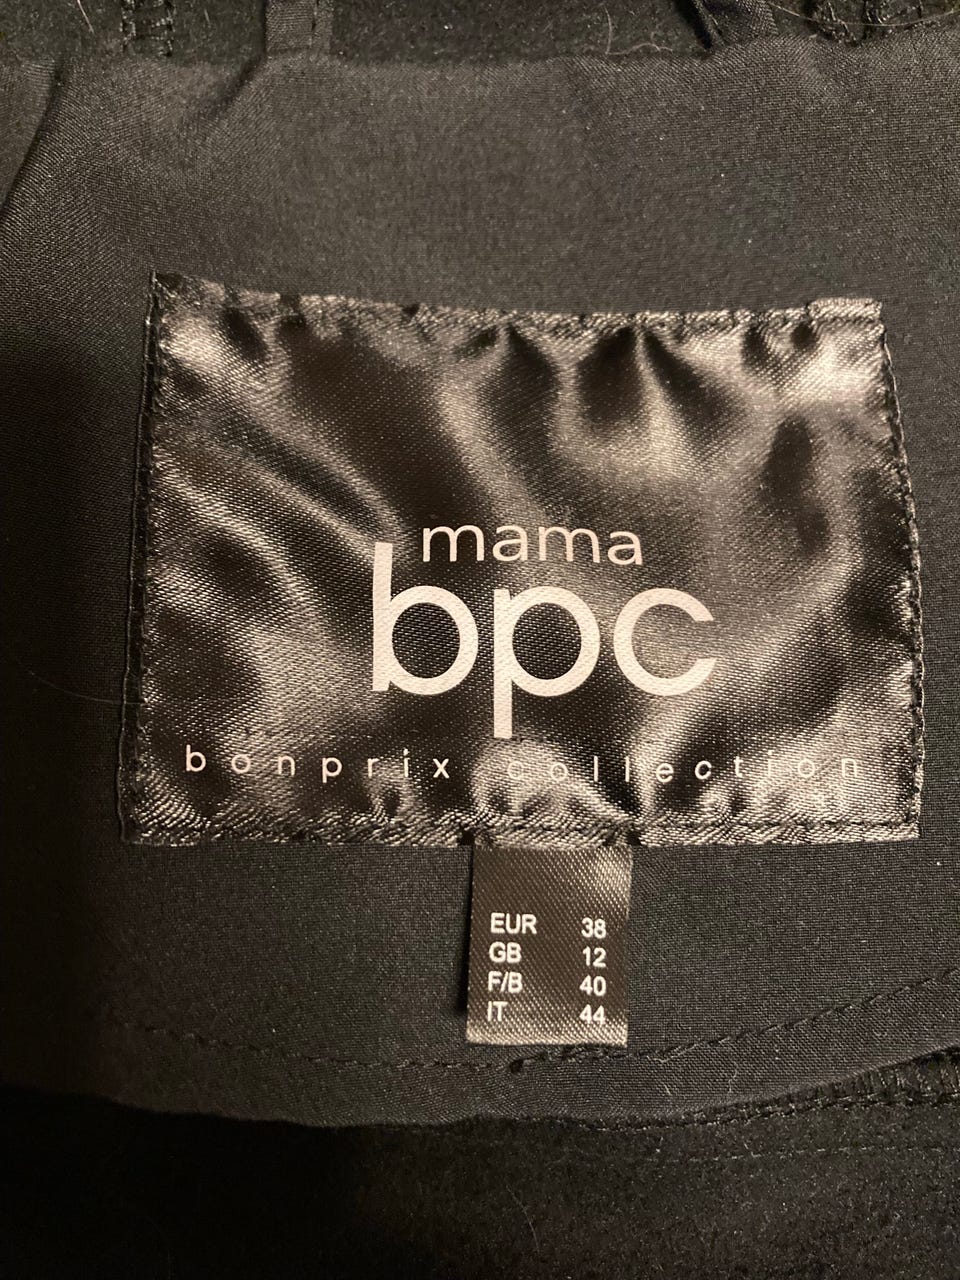 mama
bpc
bonprix collection
EUR 38
GB 12
F/B 40
IT 44